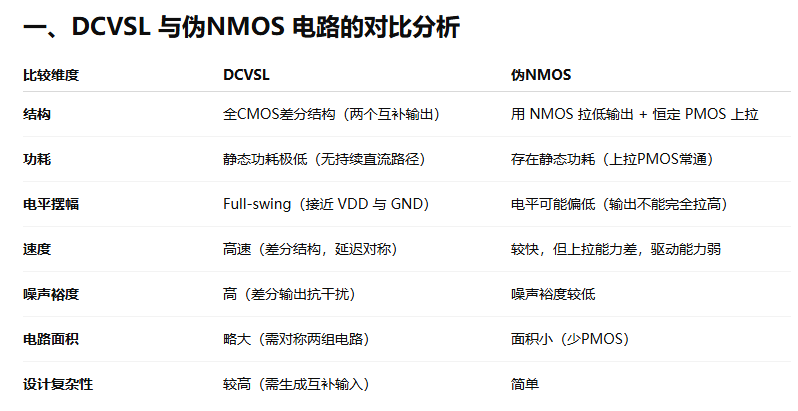 一、DCVSL 与伪NMOS 电路的对比分析
比较维度 DCVSL 伪NMOS
结构 全CMOS差分结构（两个互补输出） 用 NMOS 拉低输出 + 恒定 PMOS 上拉
功耗 静态功耗极低（无持续直流路径） 存在静态功耗（上拉PMOS常通）
电平摆幅 Full-swing（接近 VDD 与 GND） 电平可能偏低（输出不能完全拉高）
速度 高速（差分结构，延迟对称） 较快，但上拉能力差，驱动能力弱
噪声裕度 高（差分输出抗干扰） 噪声裕度较低
电路面积 略大（需对称两组电路） 面积小（少PMOS）
设计复杂性 较高（需生成互补输入） 简单